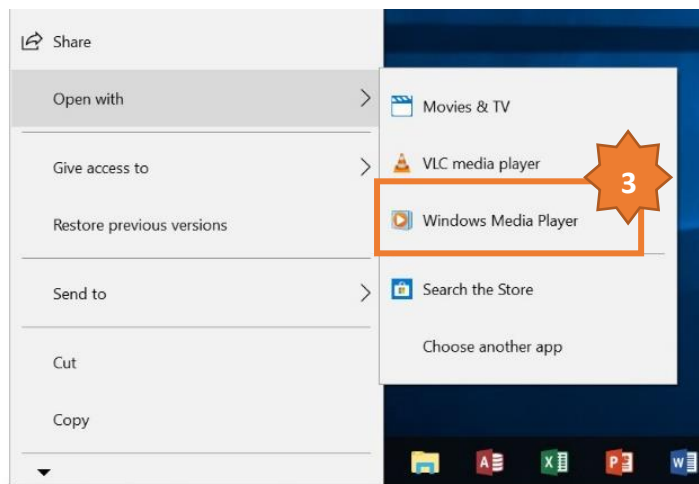 Share
Open with
Give access to
Restore previous versions
Send to
Cut
Copy
Movies & TV
VLC media player
3
Windows Media Player
Search the Store
Choose another app
A
X
P
W